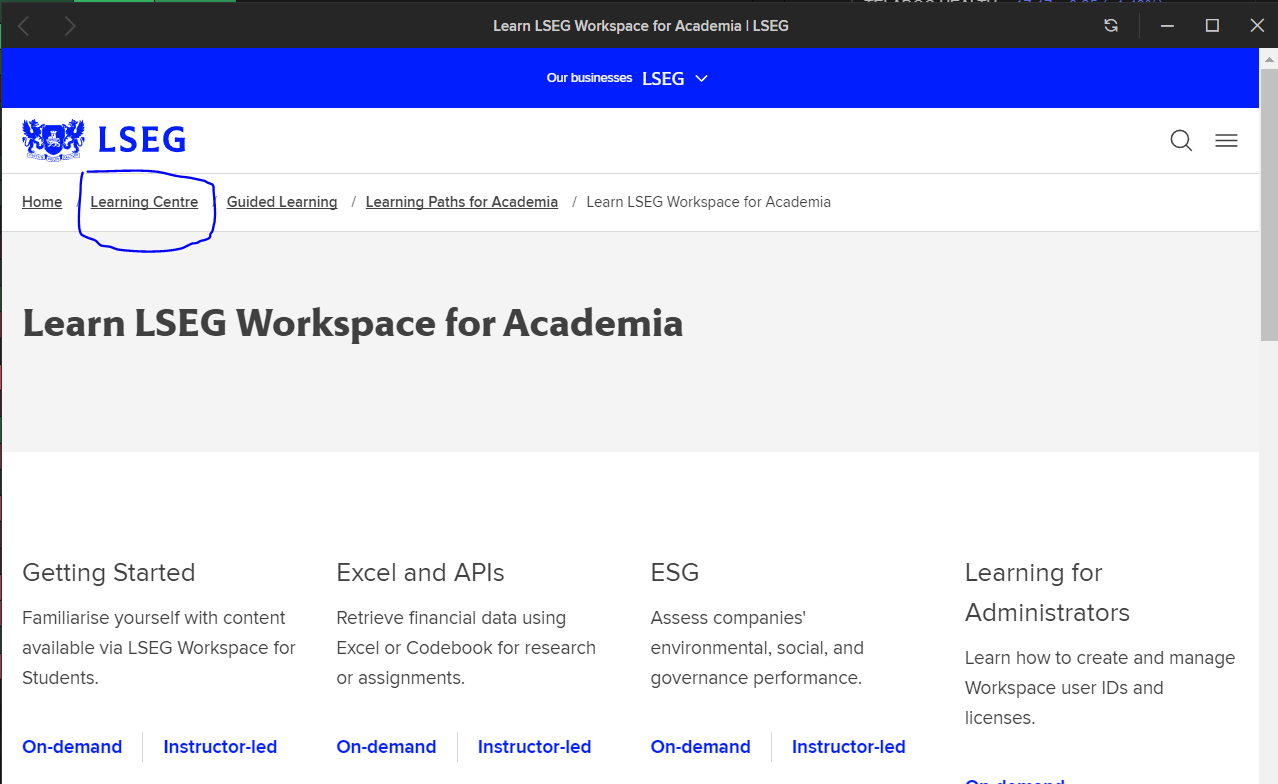 Learn LSEG Workspace for Academia | LSEG
Our businesses LSEG
LSEG
Home / Learning Centre / Guided Learning / Learning Paths for Academia / Learn LSEG Workspace for Academia
Learn LSEG Workspace for Academia
Getting Started
Familiarise yourself with content
available via LSEG Workspace for
Students.
On-demand
Instructor-led
Excel and APIs
Retrieve financial data using
Excel or Codebook for research
or assignments.
On-demand
Instructor-led
ESG
Assess companies'
environmental, social, and
governance performance.
On-demand
Instructor-led
Learning for
Administrators
Learn how to create and manage
Workspace user IDs and
licenses.
On-demand